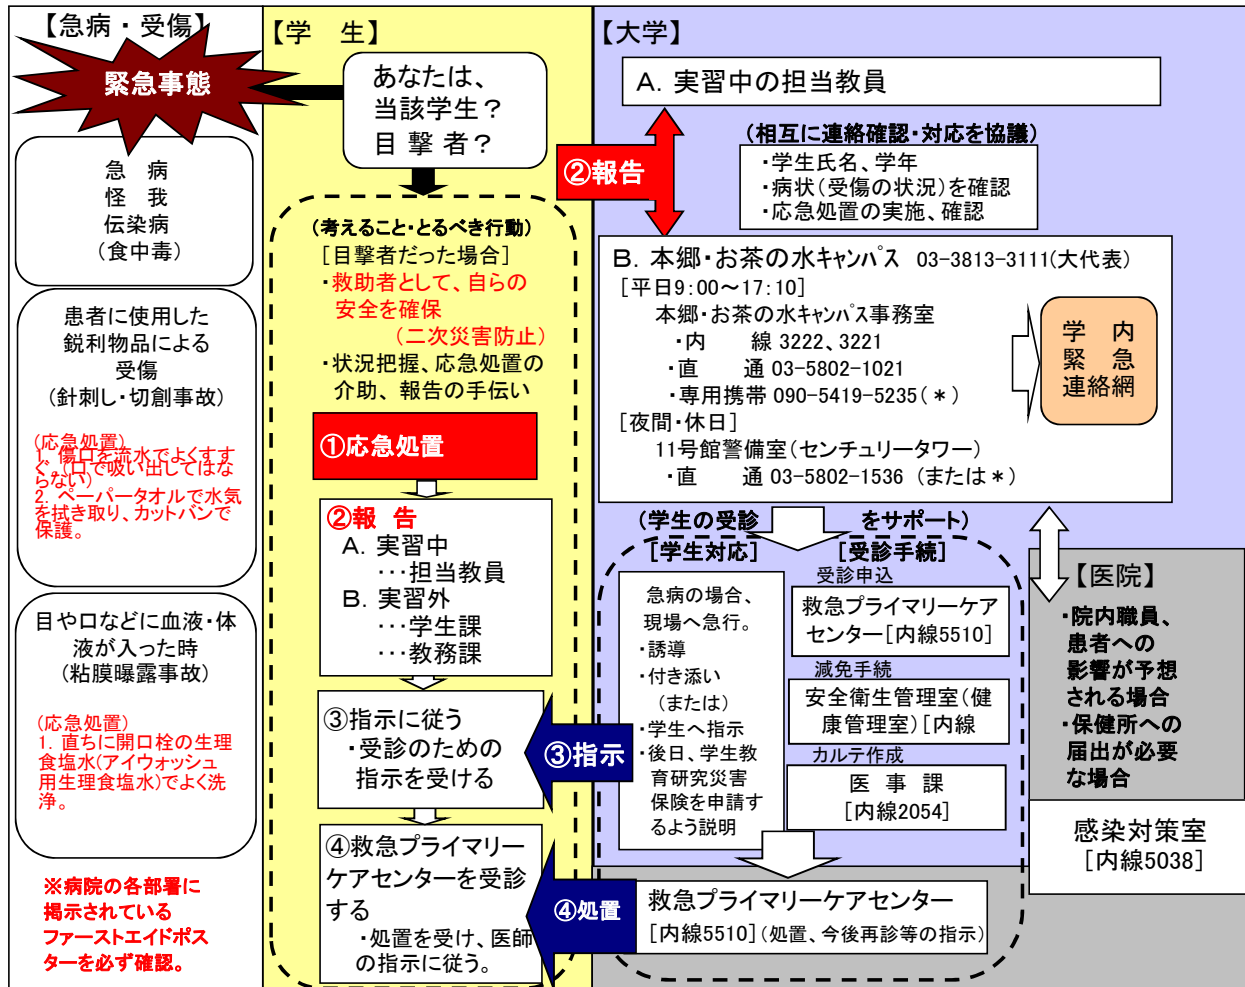 【急病・受傷】
緊急事態
急　病
怪　我
伝染病
(食中毒)
患者に使用した
鋭利物品による
受傷
(針刺し・切創事故)
(応急処置)
1. 傷口を流水でよくすす
ぐ。(口で吸い出してはな
らない)
2. ペーパータオルで水気
を拭き取り、カットバンで
保護。
目や口などに血液・体
液が入った時
(粘膜曝露事故)
(応急処置)
1. 直ちに開口栓の生理
食塩水(アイウォッシュ
用生理食塩水)でよく洗
浄。
※病院の各部署に
掲示されている
ファーストエイドポス
ターを必ず確認。
【学　生】
あなたは、
当該学生？
目 撃 者？
(考えること・とるべき行動)
[目撃者だった場合]
・救助者として、自らの
安全を確保
(二次災害防止)
・状況把握、応急処置の
介助、報告の手伝い
①応急処置
②報 告
A. 実習中
･･･担当教員
B. 実習外
･･･学生課
･･･教務課
③指示に従う
・受診のための
指示を受ける
④救急プライマリー
ケアセンターを受診
する
・処置を受け、医師
の指示に従う。
【大学】
A. 実習中の担当教員
②報告
(相互に連絡確認・対応を協議)
・学生氏名、学年
・病状(受傷の状況)を確認
・応急処置の実施、確認
B. 本郷・お茶の水ｷｬﾝﾊﾟｽ 03-3813-3111(大代表)
[平日9:00～17:10]
本郷・お茶の水ｷｬﾝﾊﾟｽ事務室
・内　　線 3222、3221
・直　　通 03-5802-1021
・専用携帯 090-5419-5235(＊)
[夜間・休日]
11号館警備室(センチュリータワー)
・直　　通 03-5802-1536 (または＊)
学　内
緊　急
連絡網
(学生の受診　　をサポート)
[学生対応]
急病の場合、
現場へ急行。
・誘導
・付き添い
(または)
・学生へ指示
・後日、学生教
育研究災害
保険を申請す
るよう説明
[受診手続]
受診申込
救急プライマリーケア
センター[内線5510]
減免手続
安全衛生管理室(健
康管理室)[内線
カルテ作成
医 事 課
[内線2054]
③指示
④処置
救急プライマリーケアセンター
[内線5510](処置、今後再診等の指示)
【医院】
・院内職員、
患者への
影響が予想
される場合
・保健所への
届出が必要
な場合
感染対策室
[内線5038]